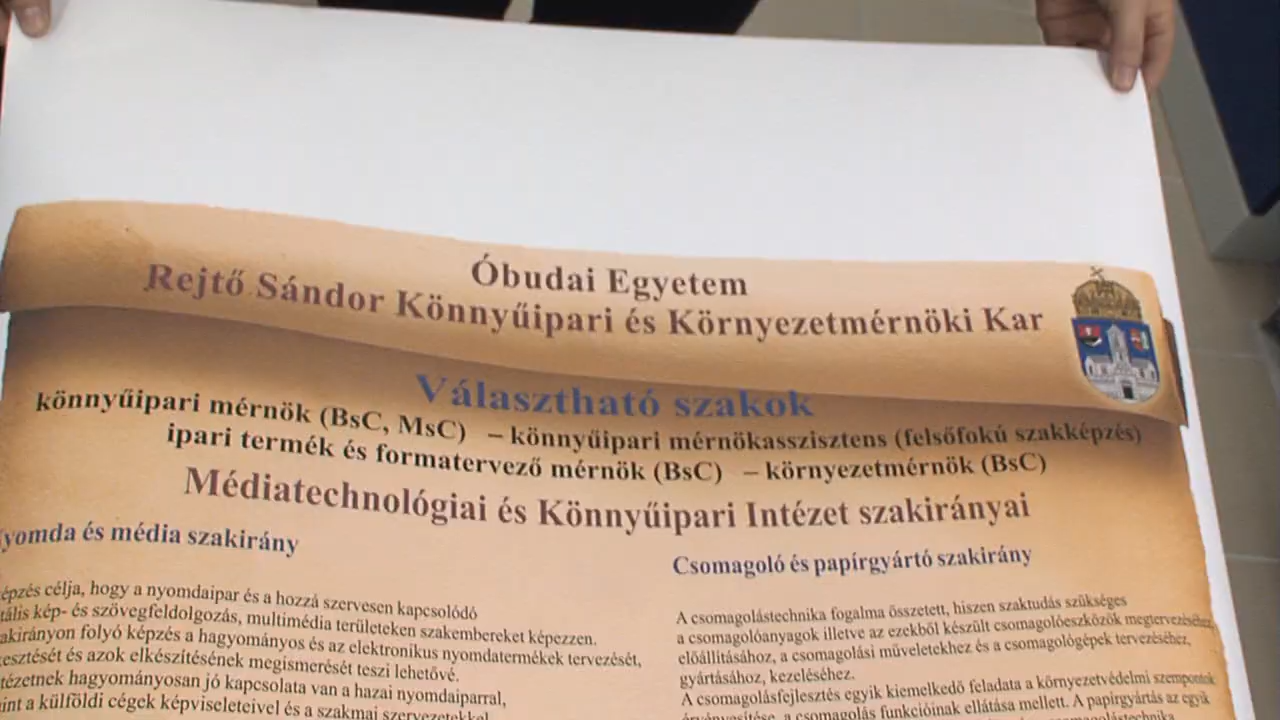 Óbudai Egyetem
Rejtő Sándor Könnyűipari és Környezetmérnöki Kar
Választható szakok
könnyűipari mérnök (BsC, MsC) – könnyűipari mérnökasszisztens (felsőfokú szakképzés)
ipari termék és formatervező mérnök (BsC) – környezetmérnök (BsC)
Médiatechnológiai és Könnyűipari Intézet szakirányai
yomda és média szakirány
épzés célja, hogy a nyomdaipar és a hozzá szervesen kapcsolódó
tális kép- és szövegfeldolgozás, multimédia területeken szakembereket képezzen.
akirányon folyó képzés a hagyományos és az elektronikus nyomdatermékek tervezését,
esztését és azok elkészítésének megismerését teszi lehetővé.
tézetnek hagyományosan jó kapcsolata van a hazai nyomdaiparral,
int a külföldi cégek képviseleteivel és a szakmai szervezetekkel
Csomagoló és papírgyártó szakirány
A csomagolástechnika fogalma összetett, hiszen szaktudás szükséges
a csomagolóanyagok illetve az ezekből készült csomagolóeszközök megtervezéséhez,
előállításához, a csomagolási műveletekhez és a csomagológépek tervezéséhez,
gyártásához, kezeléséhez.
A csomagolásfejlesztés egyik kiemelkedő feladata a környezetvédelmi szempontok
érvényesítése, a csomagolás funkcióinak ellátása mellett. A papírgyártás az egyik